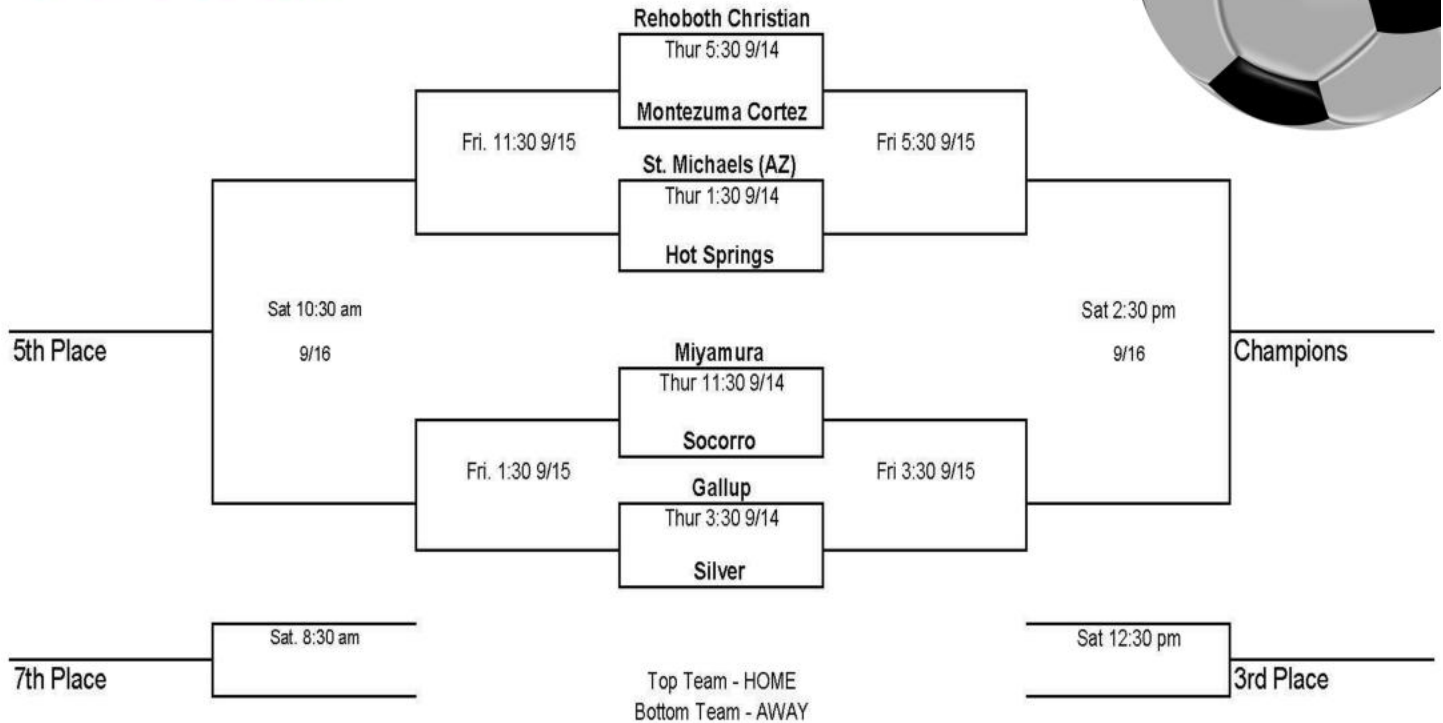 Rehoboth Christian
Thur 5:30 9/14
Montezuma Cortez
Fri. 11:30 9/15
Fri 5:30 9/15
St. Michaels (AZ)
Thur 1:30 9/14
Hot Springs
Sat 10:30 am
9/16
Sat 2:30 pm
9/16
5th Place
Champions
Miyamura
Thur 11:30 9/14
Socorro
Fri. 1:30 9/15
Fri 3:30 9/15
Gallup
Thur 3:30 9/14
Silver
Sat. 8:30 am
Sat 12:30 pm
7th Place
3rd Place
Top Team - HOME
Bottom Team - AWAY